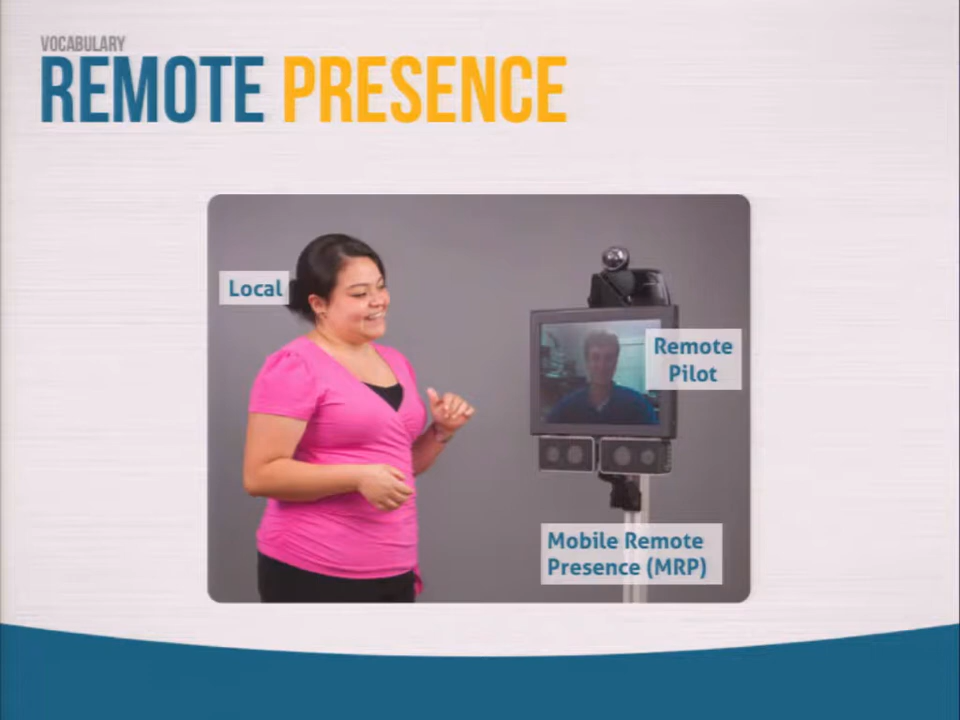 VOCABULARY
REMOTE PRESENCE
Local
Remote
Pilot
Mobile Remote
Presence (MRP)